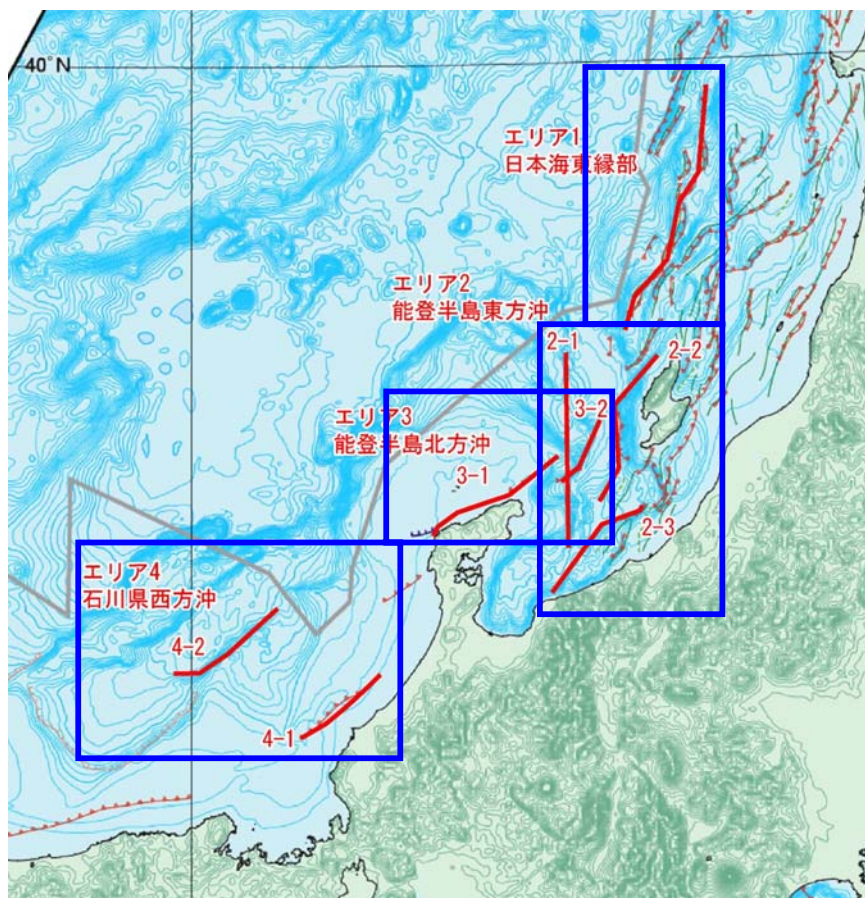 40°N
エリア1
日本海東縁部
エリア2
能登半島東方沖
2-1
2-2
エリア3
能登半島北方沖
3-2
3-1
2-3
エリア4
石川県西方沖
4-2
4-1